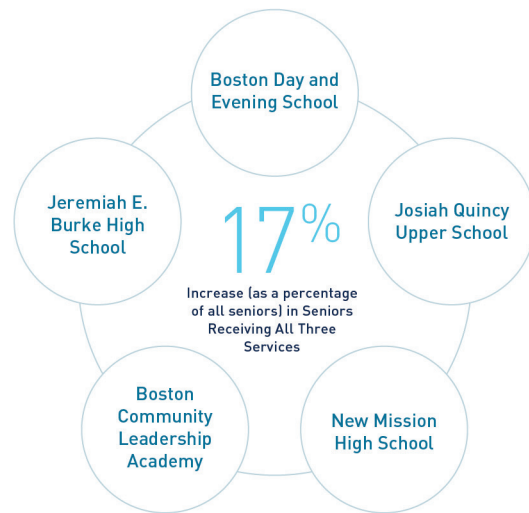 Boston Day and
Evening School
Jeremiah E.
Burke High
School
17%
Josiah Quincy
Upper School
Increase (as a percentage
of all seniors) in Seniors
Receiving All Three
Services
Boston
Community
Leadership
Academy
New Mission
High School